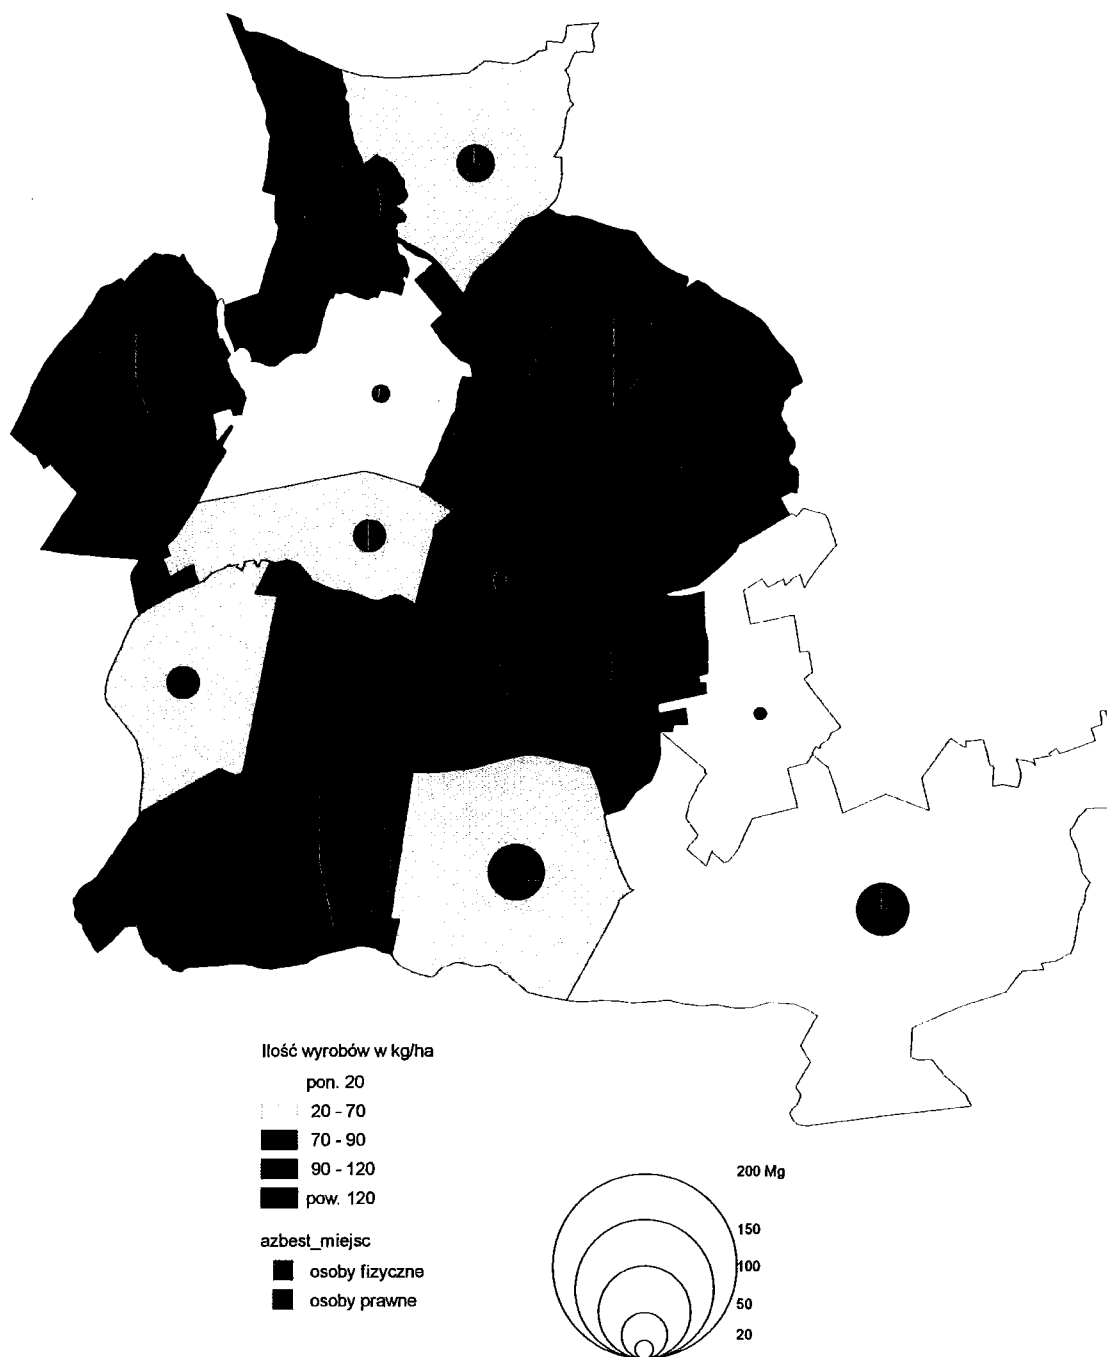 Ilość wyrobów w kg/ha
pon. 20
20 - 70
70 - 90
90 - 120
pow. 120
azbest_miejsc
osoby fizyczne
osoby prawne
200 Mg
150
100
50
20